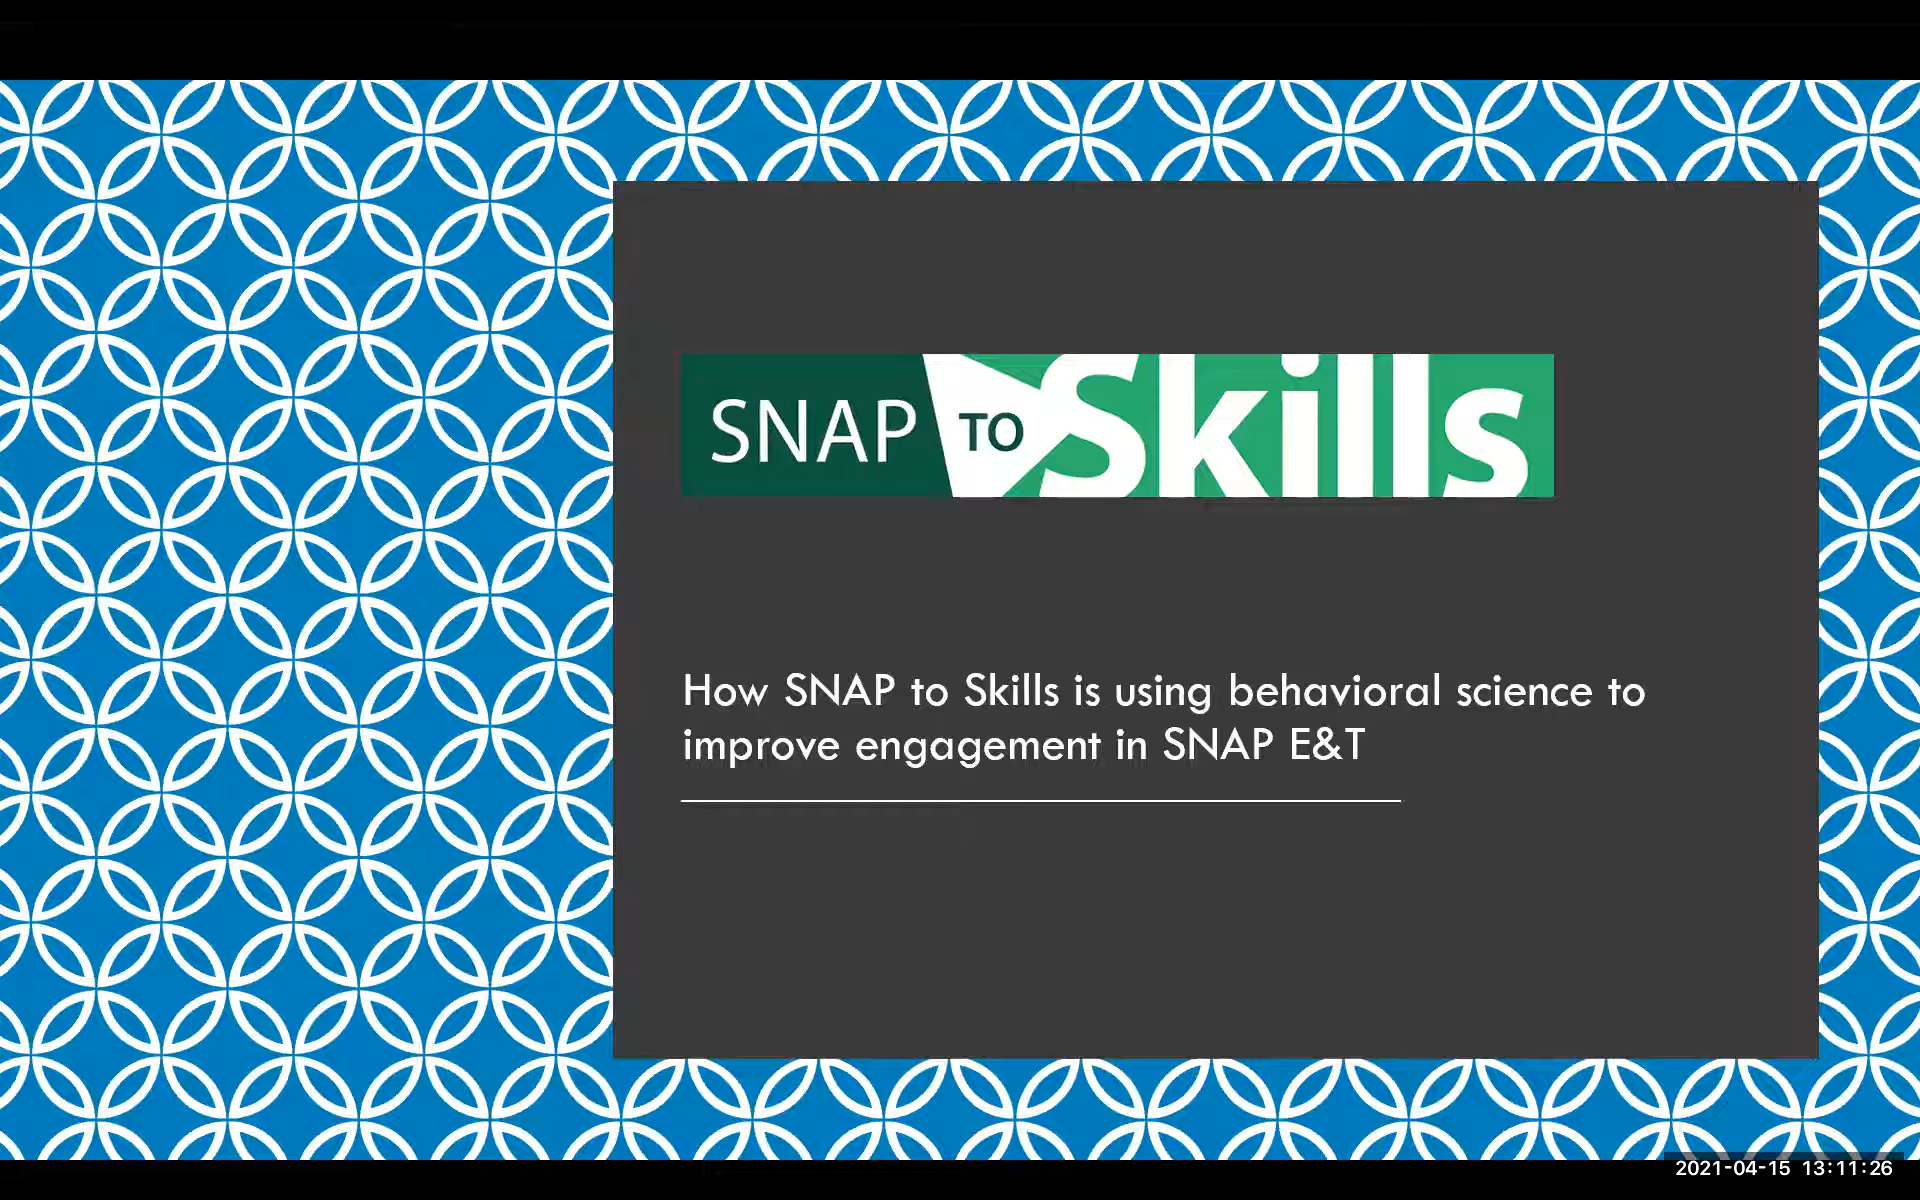 SNAP TO Skills
How SNAP to Skills is using behavioral science to
improve engagement in SNAP E&T
2021-04-15 13:11:26